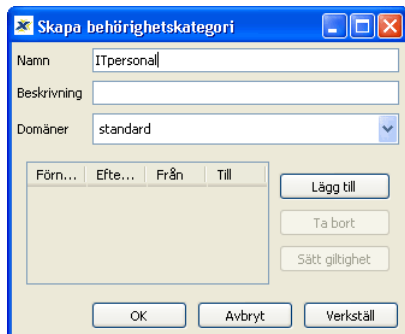 Skapa behörighetskategori
Namn ITpersonal
Beskrivning
Domäner standard
Förn... Efte... Från Till
Lägg till
Ta bort
Sätt giltighet
OK Avbryt Verkställ